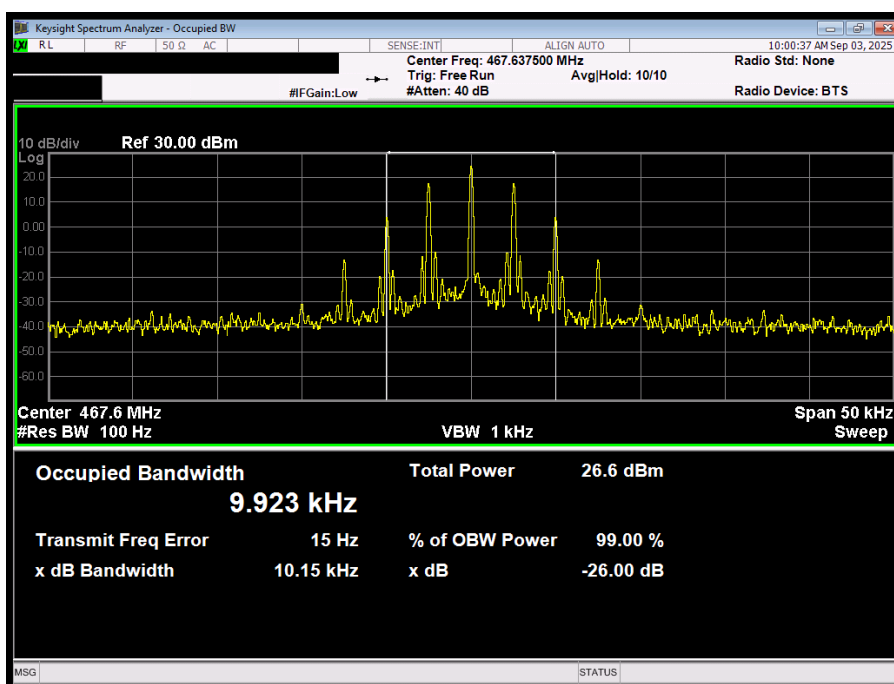 Keysight Spectrum Analyzer - Occupied BW
LXI RL RF 50 Ω AC SENSE:INT ALIGN AUTO 10:00:37 AM Sep 03, 2025
Center Freq: 467.637500 MHz Radio Std: None
Trig: Free Run Avg|Hold: 10/10
#IFGain:Low #Atten: 40 dB Radio Device: BTS
10 dB/div Ref 30.00 dBm
Log
20.0
10.0
0.00
-10.0
-20.0
-30.0
-40.0
-50.0
-60.0
Center 467.6 MHz Span 50 kHz
#Res BW 100 Hz VBW 1 kHz Sweep
Occupied Bandwidth Total Power 26.6 dBm
9.923 kHz
Transmit Freq Error 15 Hz % of OBW Power 99.00 %
x dB Bandwidth 10.15 kHz x dB -26.00 dB
MSG STATUS